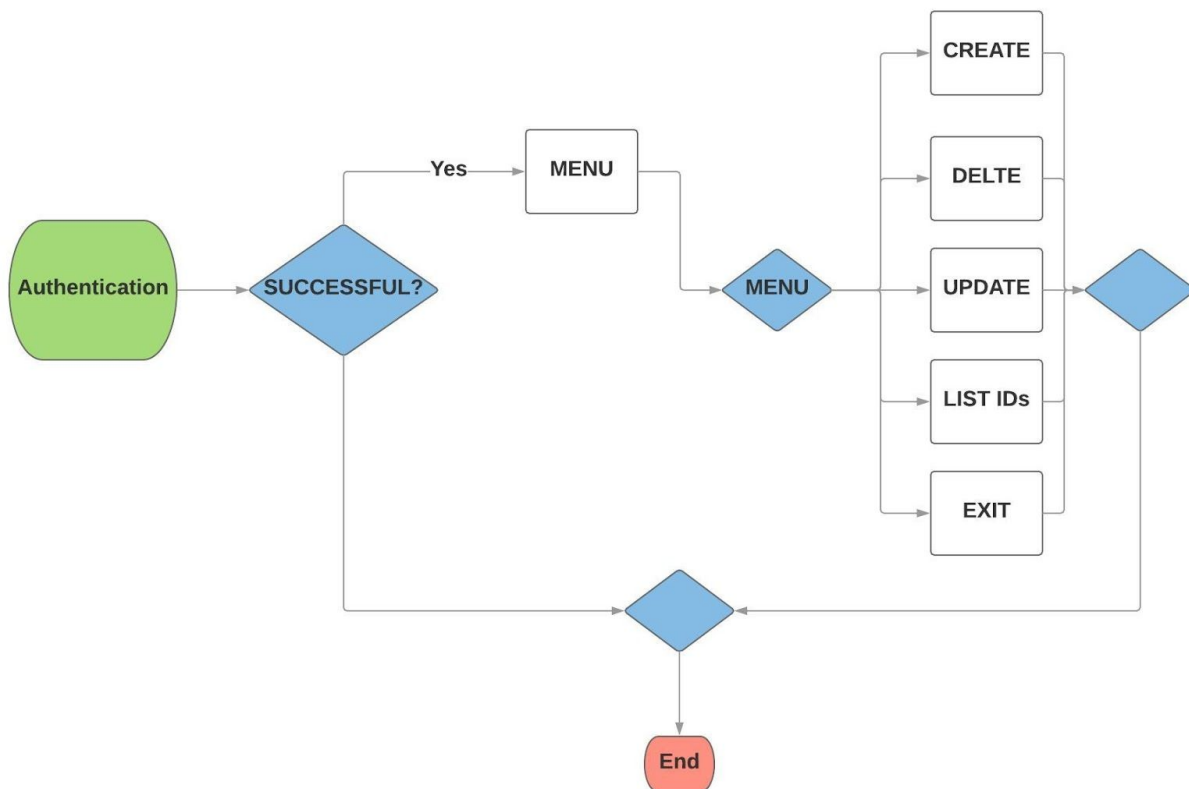 CREATE
Yes
MENU
DELTE
Authentication
SUCCESSFUL?
MENU
UPDATE
LIST IDs
EXIT
End